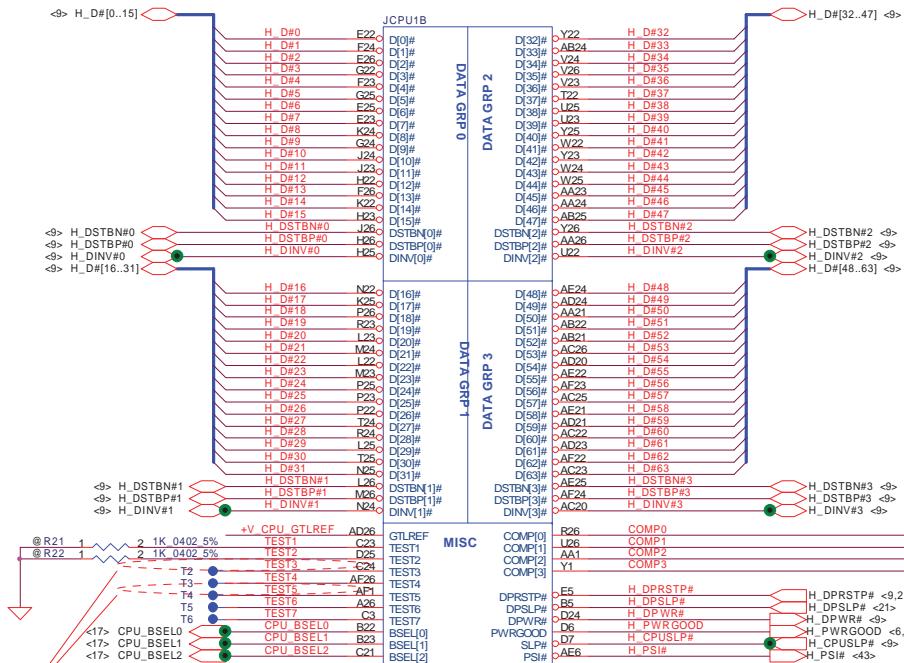 JCPU1B
<9> H_D#[0..15] H_D#[32..47] <9>
H_D#0 E22 D[0]# D[32]# Y22 H_D#32
H_D#1 F24 D[1]# D[33]# AB24 H_D#33
H_D#2 E26 D[2]# D[34]# V24 H_D#34
H_D#3 G22 D[3]# D[35]# V26 H_D#35
H_D#4 F23 D[4]# D[36]# V23 H_D#36
H_D#5 G25 D[5]# D[37]# T22 H_D#37
H_D#6 E25 D[6]# D[38]# U25 H_D#38
H_D#7 E23 D[7]# D[39]# U23 H_D#39
H_D#8 K24 D[8]# D[40]# Y25 H_D#40
H_D#9 G24 D[9]# D[41]# W22 H_D#41
H_D#10 J24 D[10]# D[42]# Y23 H_D#42
H_D#11 J23 D[11]# D[43]# W24 H_D#43
H_D#12 H22 D[12]# D[44]# W25 H_D#44
H_D#13 F26 D[13]# D[45]# AA23 H_D#45
H_D#14 K22 D[14]# D[46]# AA24 H_D#46
H_D#15 H23 D[15]# D[47]# AB25 H_D#47
<9> H_DSTBN#0 H_DSTBN#0 J26 DSTBN[0]# DSTBN[2]# Y26 H_DSTBN#2 H_DSTBN#2 <9>
<9> H_DSTBP#0 H_DSTBP#0 H26 DSTBP[0]# DSTBP[2]# AA26 H_DSTBP#2 H_DSTBP#2 <9>
<9> H_DINV#0 H_DINV#0 H25 DINV[0]# DINV[2]# U22 H_DINV#2 H_DINV#2 <9>
DATA GRP 0
DATA GRP 2
<9> H_D#[16..31] H_D#[48..63] <9>
H_D#16 N22 D[16]# D[48]# AE24 H_D#48
H_D#17 K25 D[17]# D[49]# AD24 H_D#49
H_D#18 P26 D[18]# D[50]# AA21 H_D#50
H_D#19 R23 D[19]# D[51]# AB22 H_D#51
H_D#20 L23 D[20]# D[52]# AB21 H_D#52
H_D#21 M24 D[21]# D[53]# AC26 H_D#53
H_D#22 L22 D[22]# D[54]# AD20 H_D#54
H_D#23 M23 D[23]# D[55]# AE22 H_D#55
H_D#24 P25 D[24]# D[56]# AF23 H_D#56
H_D#25 P23 D[25]# D[57]# AC25 H_D#57
H_D#26 P22 D[26]# D[58]# AE21 H_D#58
H_D#27 T24 D[27]# D[59]# AD21 H_D#59
H_D#28 R24 D[28]# D[60]# AC22 H_D#60
H_D#29 L25 D[29]# D[61]# AD23 H_D#61
H_D#30 T25 D[30]# D[62]# AF22 H_D#62
H_D#31 N25 D[31]# D[63]# AC23 H_D#63
<9> H_DSTBN#1 H_DSTBN#1 L26 DSTBN[1]# DSTBN[3]# AE25 H_DSTBN#3 H_DSTBN#3 <9>
<9> H_DSTBP#1 H_DSTBP#1 M26 DSTBP[1]# DSTBP[3]# AF24 H_DSTBP#3 H_DSTBP#3 <9>
<9> H_DINV#1 H_DINV#1 N24 DINV[1]# DINV[3]# AC20 H_DINV#3 H_DINV#3 <9>
DATA GRP 1
DATA GRP 3
MISC
+V_CPU_GTLREF AD26 GTLREF COMP[0] R26 COMP0
@ R21 1 2 1K_0402_5% TEST1 C23 TEST1 COMP[1] U26 COMP1
@ R22 1 2 1K_0402_5% TEST2 D25 TEST2 COMP[2] AA1 COMP2
T2 TEST3 C24 TEST3 COMP[3] Y1 COMP3
T3 TEST4 AF26 TEST4
T4 TEST5 AF1 TEST5 DPRSTP# E5 H_DPRSTP# H_DPRSTP# <9,2
T5 TEST6 A26 TEST6 DPSLP# B5 H_DPSLP# H_DPSLP# <21>
T6 TEST7 C3 TEST7 DPWR# D24 H_DPWR# H_DPWR# <9>
<17> CPU_BSEL0 CPU_BSEL0 B22 BSEL[0] PWRGOOD D6 H_PWRGOOD H_PWRGOOD <6,
<17> CPU_BSEL1 CPU_BSEL1 B23 BSEL[1] SLP# D7 H_CPUSLP# H_CPUSLP# <9>
<17> CPU_BSEL2 CPU_BSEL2 C21 BSEL[2] PSI# AE6 H_PSI# H_PSI# <43>